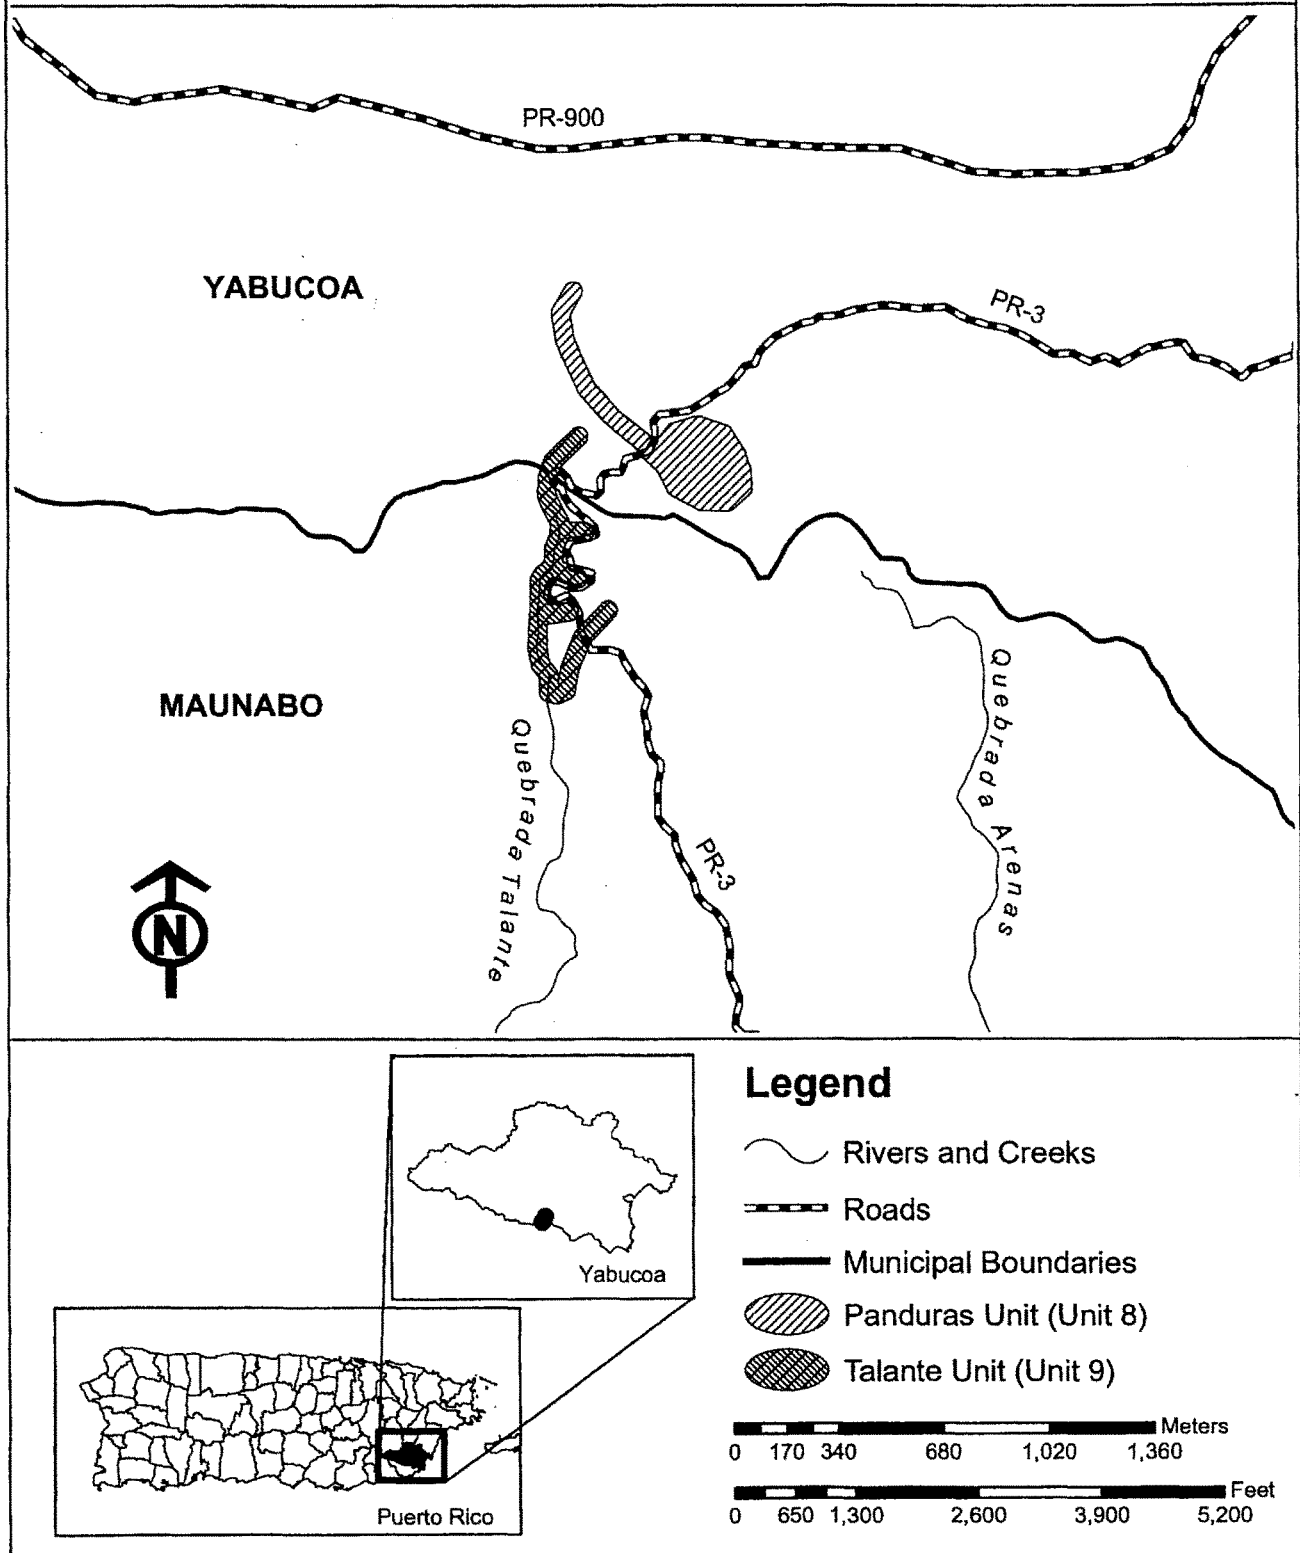 PR-900
YABUCOA
PR-3
MAUNABO
Quebrada Talante
Quebrada Arenas
PR-3
N
Legend
Rivers and Creeks
Roads
Municipal Boundaries
Panduras Unit (Unit 8)
Talante Unit (Unit 9)
Meters
0 170 340 680 1,020 1,360
Feet
0 650 1,300 2,600 3,900 5,200
Yabucoa
Puerto Rico